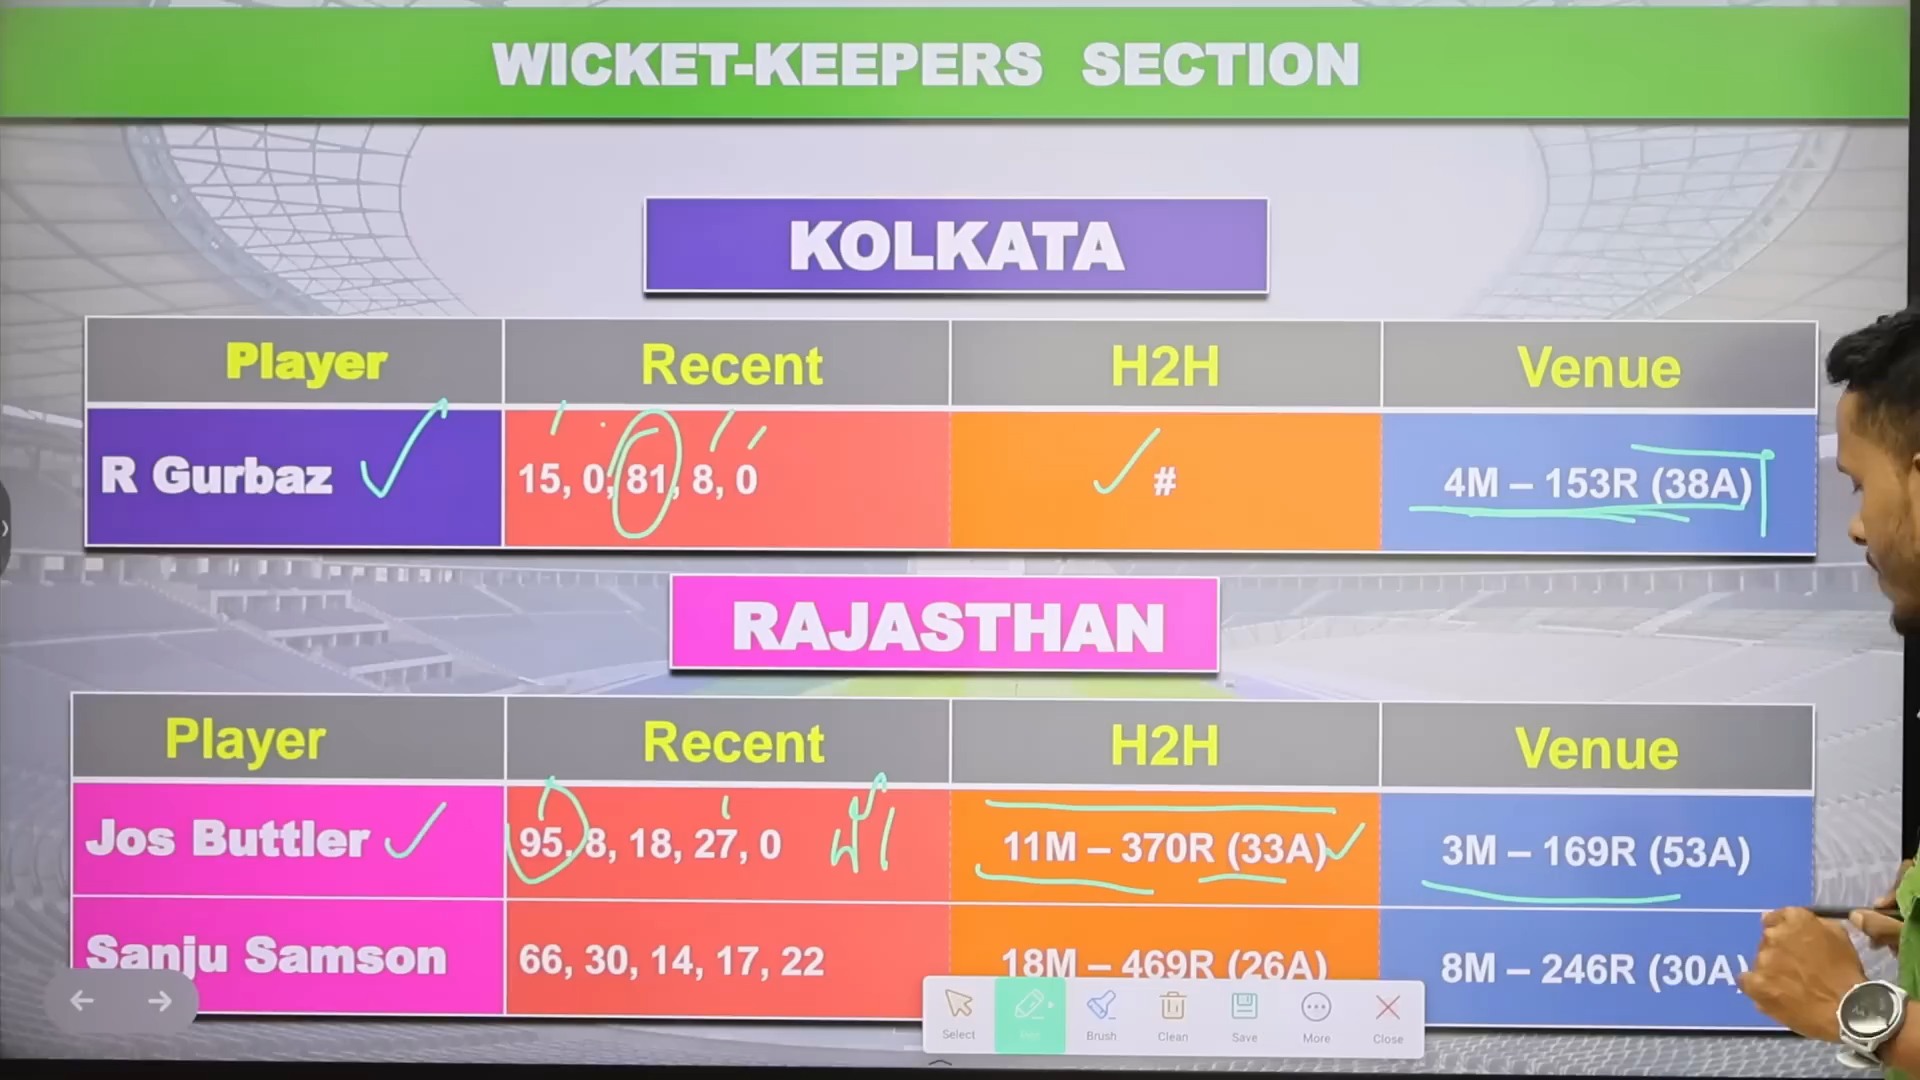 WICKET-KEEPERS SECTION
KOLKATA
Player Recent H2H Venue
R Gurbaz 15, 0, 81, 8, 0 # 4M – 153R (38A)
RAJASTHAN
Player Recent H2H Venue
Jos Buttler 95, 8, 18, 27, 0 11M – 370R (33A) 3M – 169R (53A)
Sanju Samson 66, 30, 14, 17, 22 18M – 469R (26A) 8M – 246R (30A)
Select Pen Brush Clean Save More Close